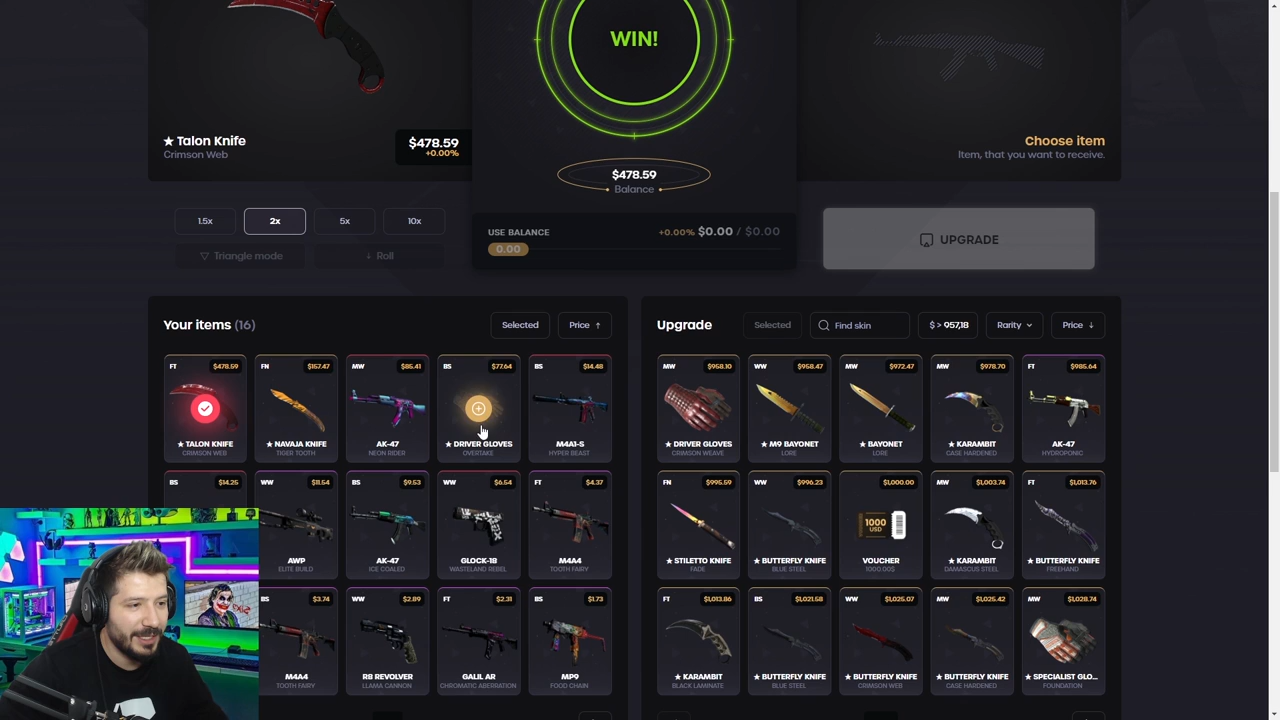 WIN!
★ Talon Knife
Crimson Web
$478.59
+0.00%
$478.59
Balance
Choose item
Item, that you want to receive.
1.5x
2x
5x
10x
Triangle mode
Roll
USE BALANCE
+0.00% $0.00 / $0.00
0.00
UPGRADE
Your items (16)
Selected
Price ↑
FT $478.59
★ TALON KNIFE
CRIMSON WEB
FN $157.47
★ NAVAJA KNIFE
TIGER TOOTH
MW $85.41
AK-47
NEON RIDER
BS $77.64
★ DRIVER GLOVES
OVERTAKE
BS $14.48
M4A1-S
HYPER BEAST
BS $14.25
WW $11.54
AWP
ELITE BUILD
BS $9.53
AK-47
ICE COALED
WW $6.54
GLOCK-18
WASTELAND REBEL
FT $4.37
M4A4
TOOTH FAIRY
BS $3.74
M4A4
TOOTH FAIRY
WW $2.89
R8 REVOLVER
LLAMA CANNON
FT $2.31
GALIL AR
CHROMATIC ABERRATION
BS $1.73
MP9
FOOD CHAIN
Upgrade
Selected
Find skin
$ > 957,18
Rarity
Price ↓
MW $958.10
★ DRIVER GLOVES
CRIMSON WEAVE
WW $958.47
★ M9 BAYONET
LORE
MW $972.47
★ BAYONET
LORE
MW $978.70
★ KARAMBIT
CASE HARDENED
FT $985.64
AK-47
HYDROPONIC
FN $995.59
★ STILETTO KNIFE
FADE
WW $996.23
★ BUTTERFLY KNIFE
BLUE STEEL
$1,000.00
1000
USD
VOUCHER
1000 DOS
MW $1,003.74
★ KARAMBIT
DAMASCUS STEEL
FT $1,013.76
★ BUTTERFLY KNIFE
FREEHAND
FT $1,013.86
★ KARAMBIT
BLACK LAMINATE
BS $1,021.58
★ BUTTERFLY KNIFE
BLUE STEEL
WW $1,025.07
★ BUTTERFLY KNIFE
CRIMSON WEB
WW $1,025.42
★ BUTTERFLY KNIFE
CASE HARDENED
MW $1,028.74
★ SPECIALIST GLO...
FOUNDATION